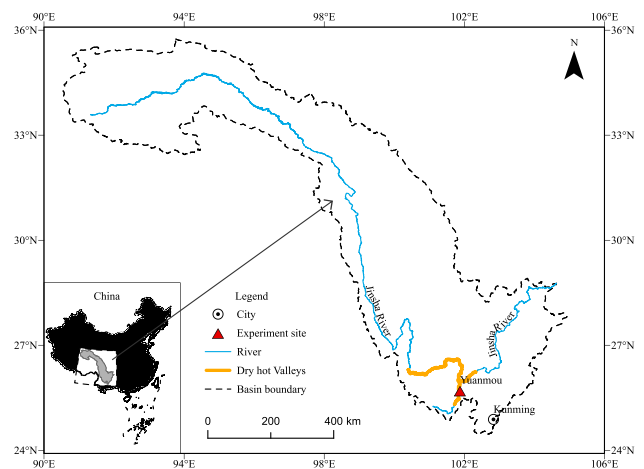 90°E 94°E 98°E 102°E 106°E
36°N 36°N
N
33°N 33°N
30°N 30°N
China
Legend
City
Experiment site
River
Dry hot Valleys
Basin boundary
0 200 400 km
Jinsha River
Jinsha River
27°N 27°N
Yuanmou
Kunming
24°N 24°N
90°E 94°E 98°E 102°E 106°E